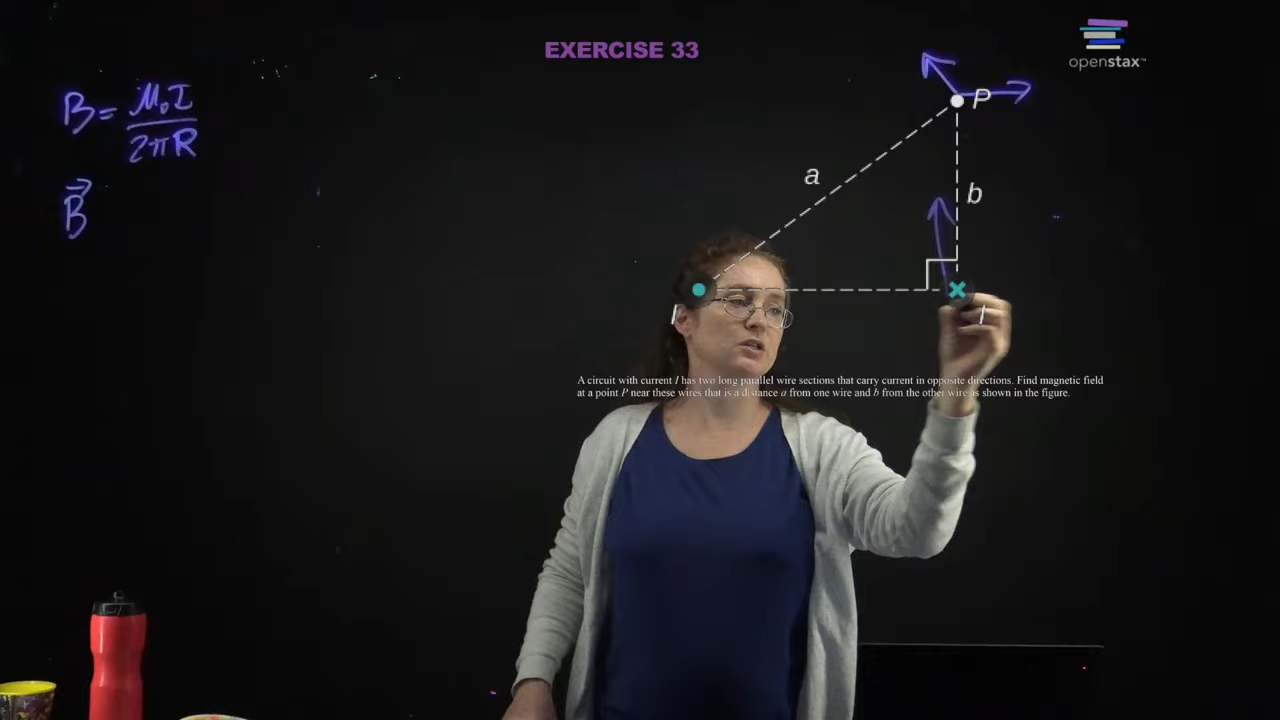 EXERCISE 33
openstax™
B = μ₀I / 2πR
B⃗
P
a
b
I
I
A circuit with current I has two long parallel wire sections that carry current in opposite directions. Find magnetic field
at a point P near these wires that is a distance a from one wire and b from the other wire as shown in the figure.